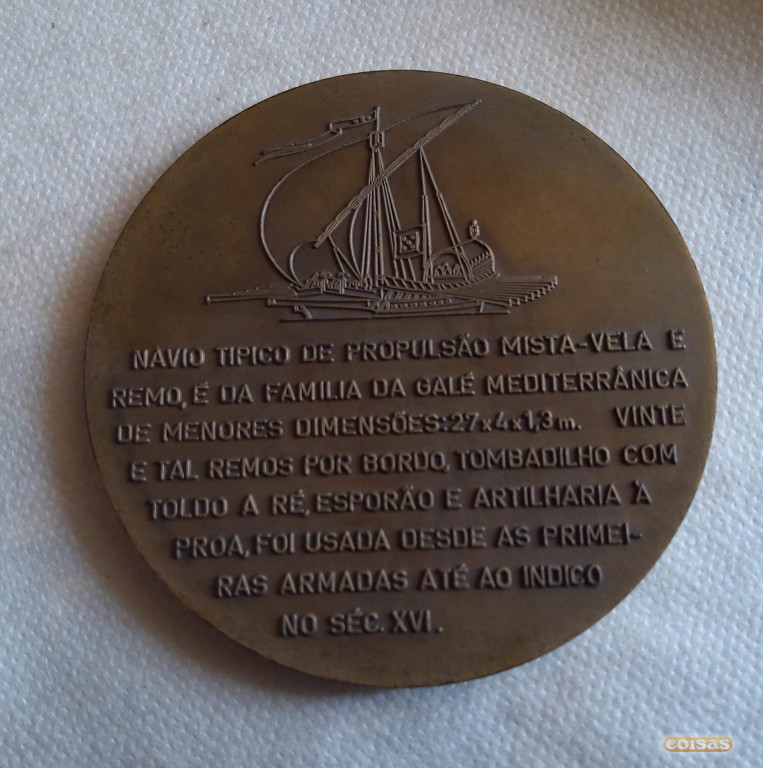 NAVIO TIPICO DE PROPULSÃO MISTA-VELA E
REMO, É DA FAMILIA DA GALÉ MEDITERRÂNICA
DE MENORES DIMENSÕES:27x4x1,3m. VINTE
E TAL REMOS POR BORDO, TOMBADILHO COM
TOLDO A RÉ, ESPORÃO E ARTILHARIA À
PROA, FOI USADA DESDE AS PRIMEI-
RAS ARMADAS ATÉ AO INDICO
NO SÉC. XVI.
coisas